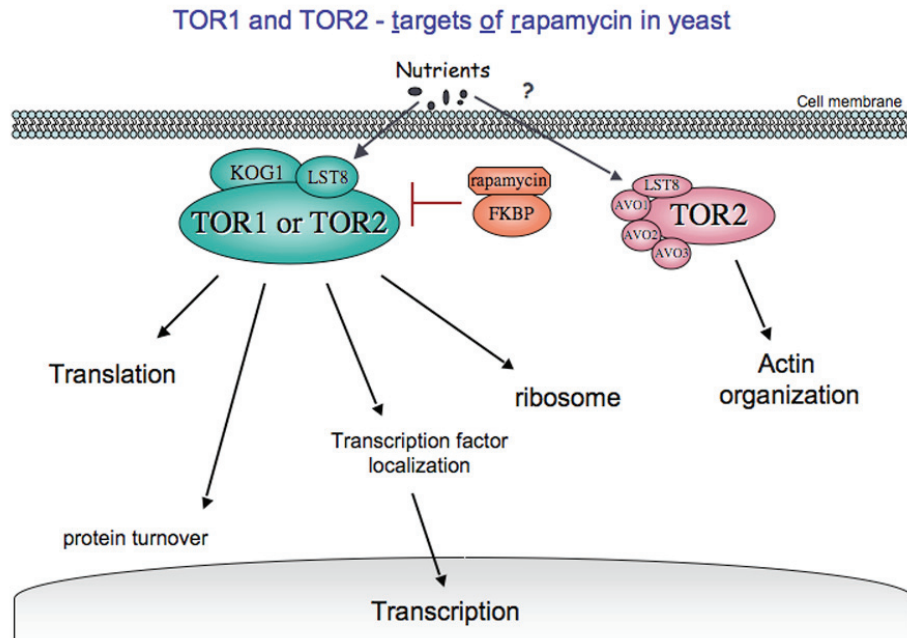 TOR1 and TOR2 - targets of rapamycin in yeast
Nutrients
?
Cell membrane
KOG1
LST8
TOR1 or TOR2
rapamycin
FKBP
LST8
AVO1
TOR2
AVO2
AVO3
Translation
ribosome
Actin
organization
Transcription factor
localization
protein turnover
Transcription